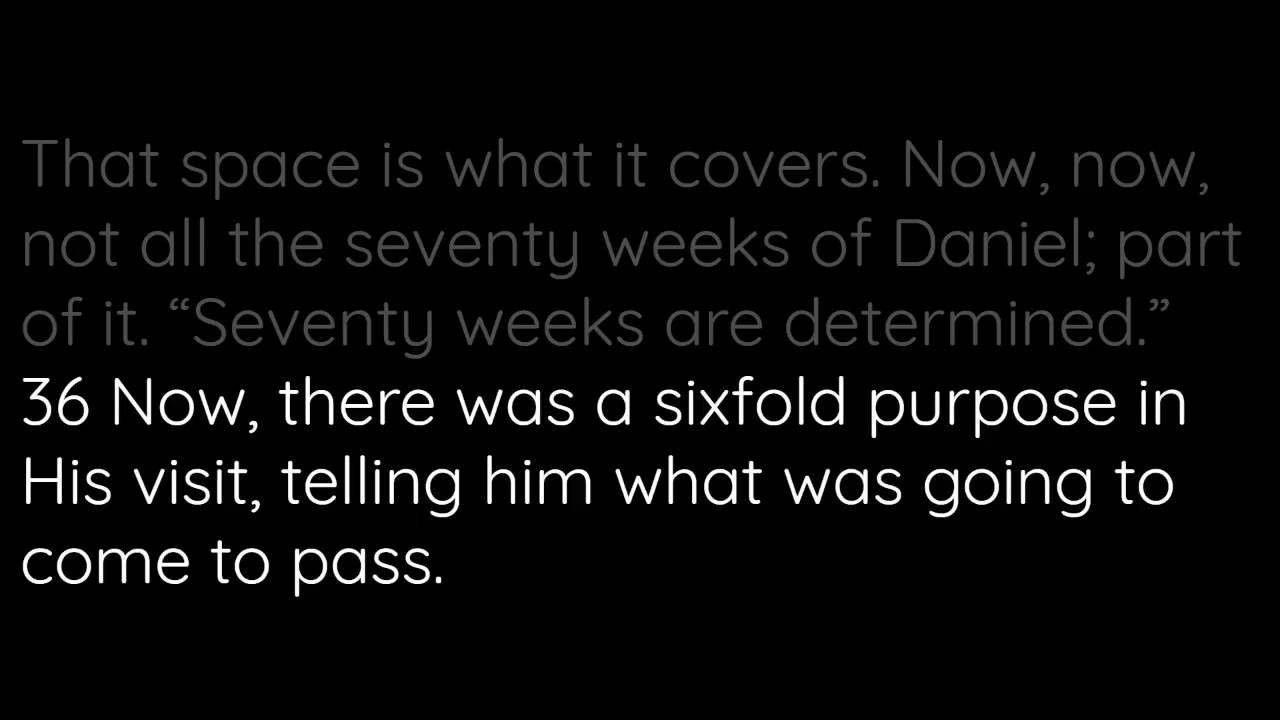 That space is what it covers. Now, now,
not all the seventy weeks of Daniel; part
of it. “Seventy weeks are determined.”
36 Now, there was a sixfold purpose in
His visit, telling him what was going to
come to pass.